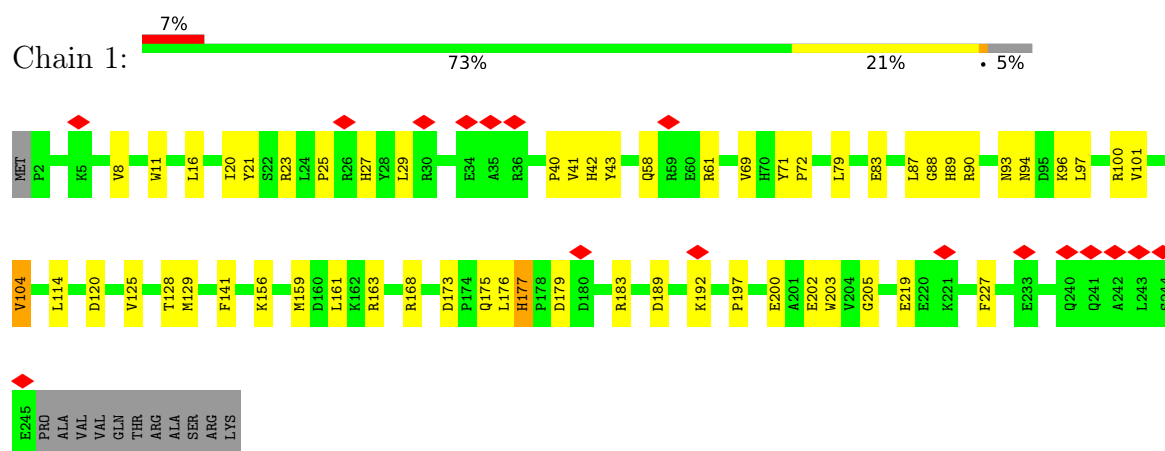 7%
Chain 1:
73% 21% • 5%
MET P2 K5 V8 W11 L16 I20 Y21 S22 R23 L24 P25 R26 H27 Y28 L29 R30 E34 A35 R36 P40 V41 H42 Y43 Q58 R59 E60 R61 V69 H70 Y71 P72 L79 E83 L87 G88 H89 R90 N93 N94 D95 K96 L97 R100 V101
V104 L114 D120 V125 T128 M129 F141 K156 M159 D160 L161 K162 R163 R168 D173 P174 Q175 L176 H177 P178 D179 D180 R183 D189 K192 P197 E200 A201 E202 W203 V204 G205 E219 E220 K221 F227 E233 Q240 Q241 A242 L243
E245 PRO ALA VAL VAL GLN THR ARG ALA SER ARG LYS